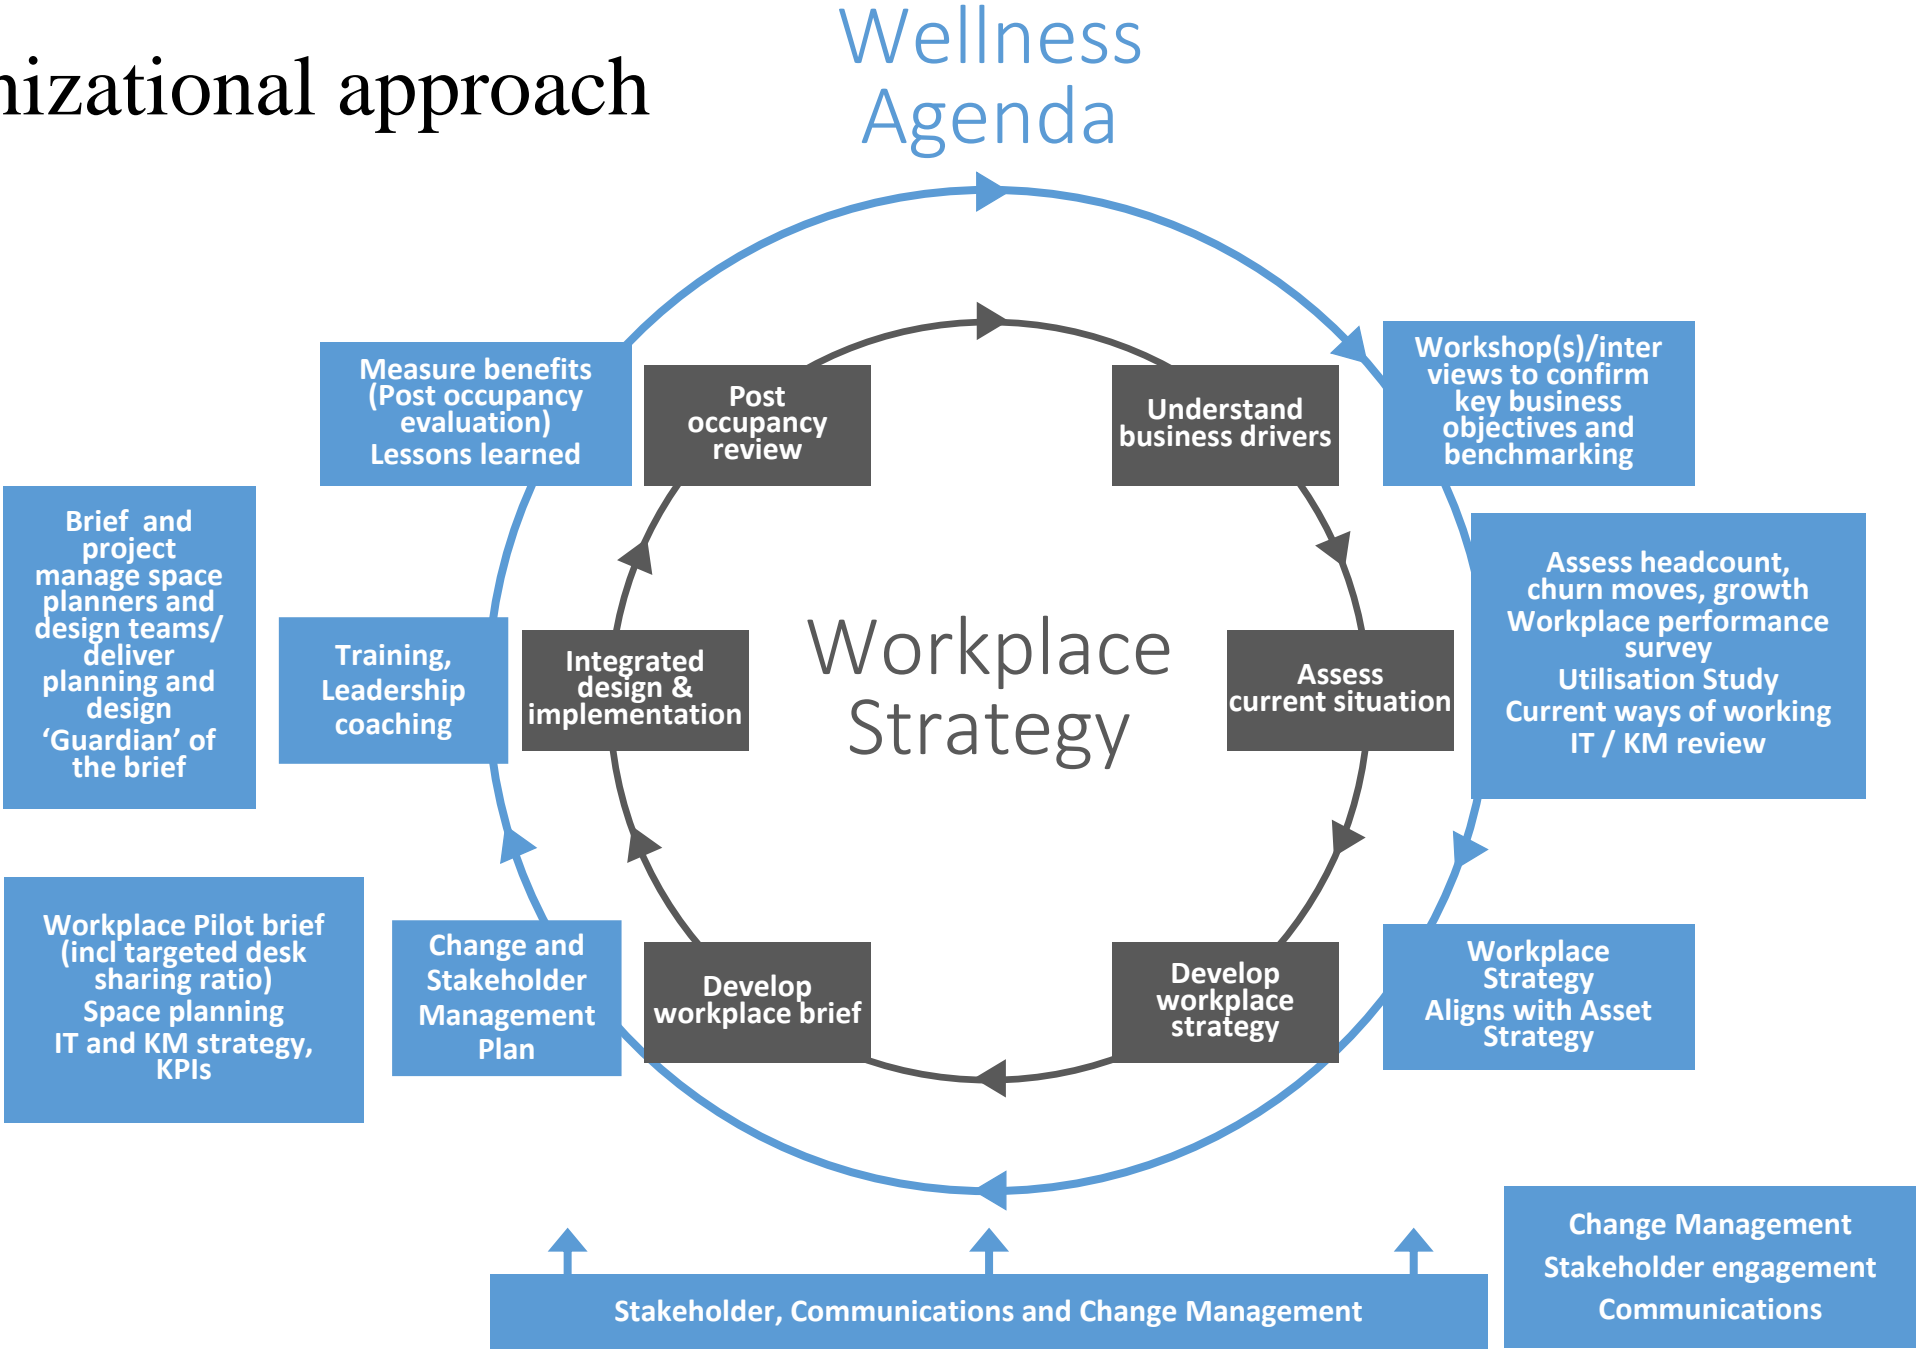 nizational approach
Wellness
Agenda
Measure benefits
(Post occupancy
evaluation)
Lessons learned
Post
occupancy
review
Understand
business drivers
Workshop(s)/inter
views to confirm
key business
objectives and
benchmarking
Brief  and
project
manage space
planners and
design teams/
deliver
planning and
design
‘Guardian’ of
the brief
Training,
Leadership
coaching
Integrated
design &
implementation
Workplace
Strategy
Assess
current situation
Assess headcount,
churn moves, growth
Workplace performance
survey
Utilisation Study
Current ways of working
IT / KM review
Workplace Pilot brief
(incl targeted desk
sharing ratio)
Space planning
IT and KM strategy,
KPIs
Change and
Stakeholder
Management
Plan
Develop
workplace brief
Develop
workplace
strategy
Workplace
Strategy
Aligns with Asset
Strategy
Stakeholder, Communications and Change Management
Change Management
Stakeholder engagement
Communications